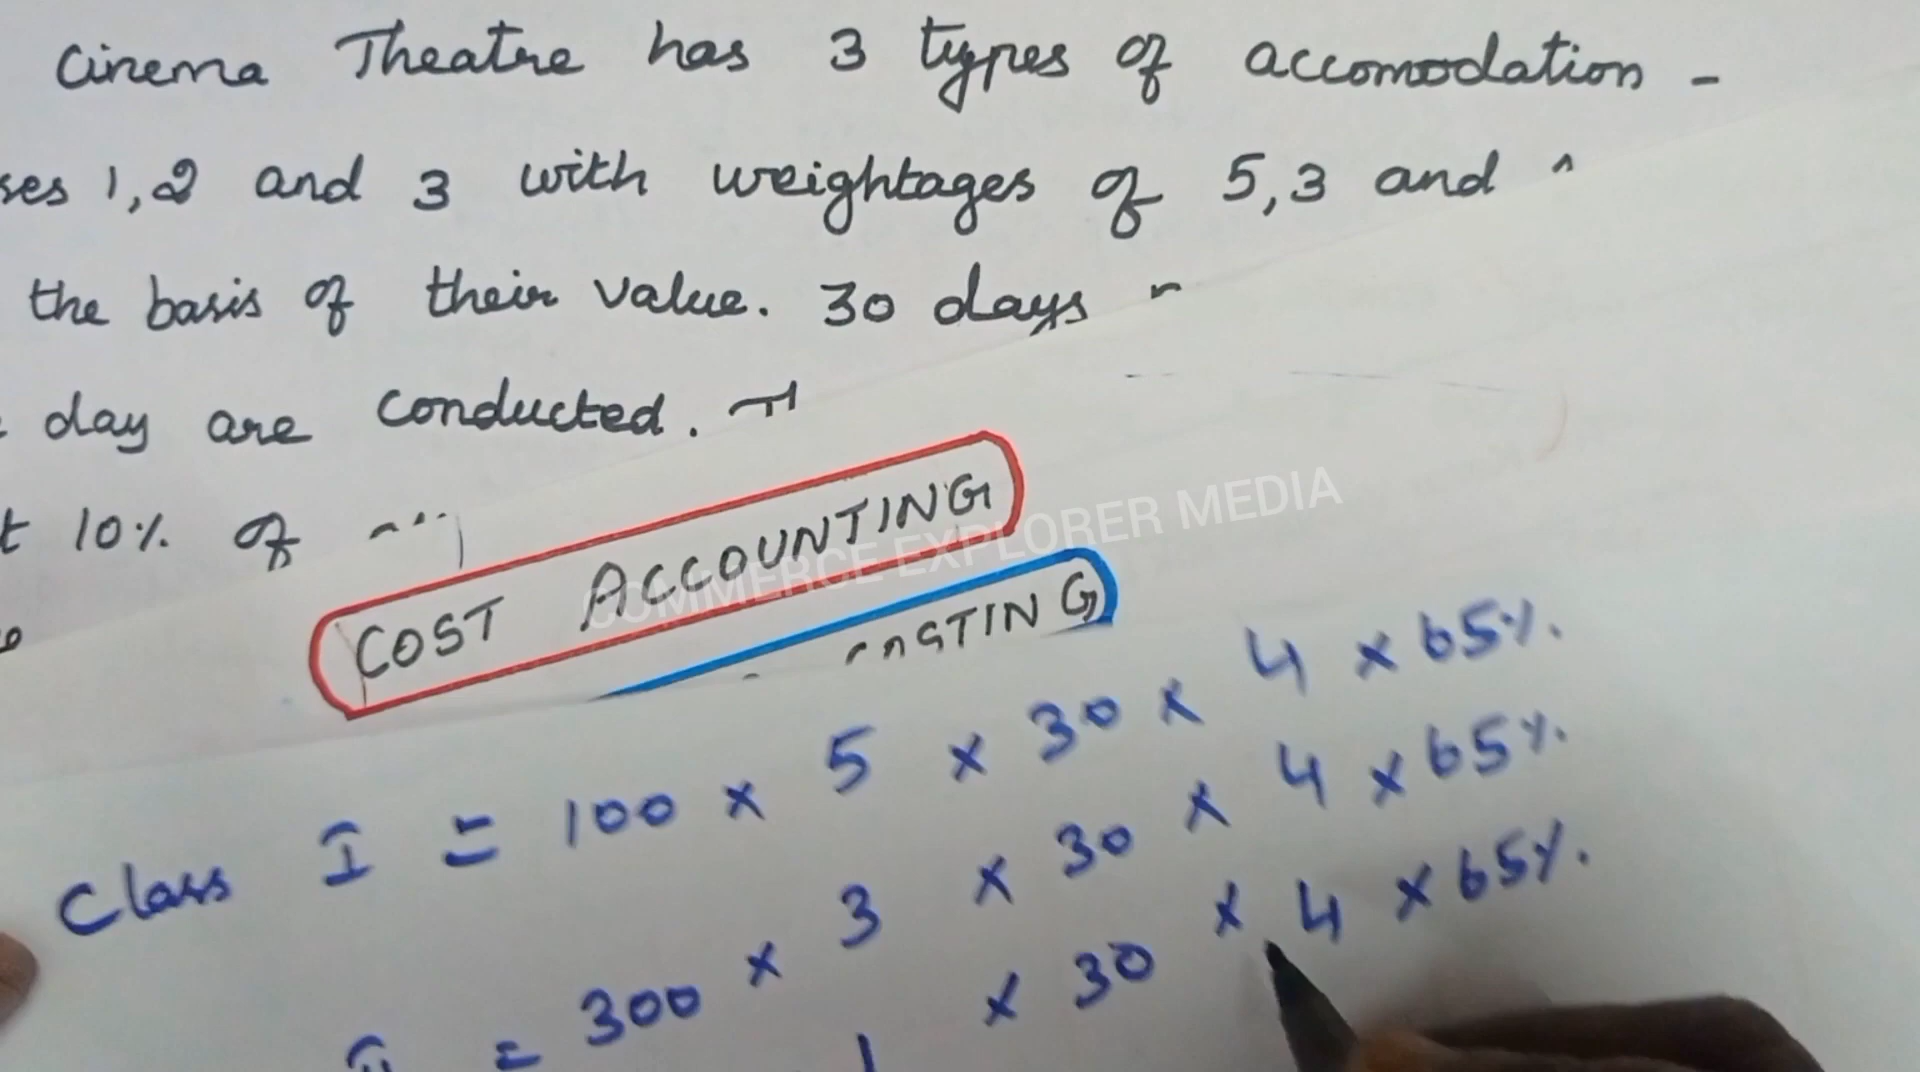 Cinema Theatre has 3 types of accomodation -
ses 1,2 and 3 with weightages of 5,3 and
the basis of their value. 30 days
day are conducted.
t 10% of
COST ACCOUNTING
COMMERCE EXPLORER MEDIA
COSTING
Class I = 100 x 5 x 30 x 4 x 65%.
II = 300 x 3 x 30 x 4 x 65%.
1 x 30 x 4 x 65%.